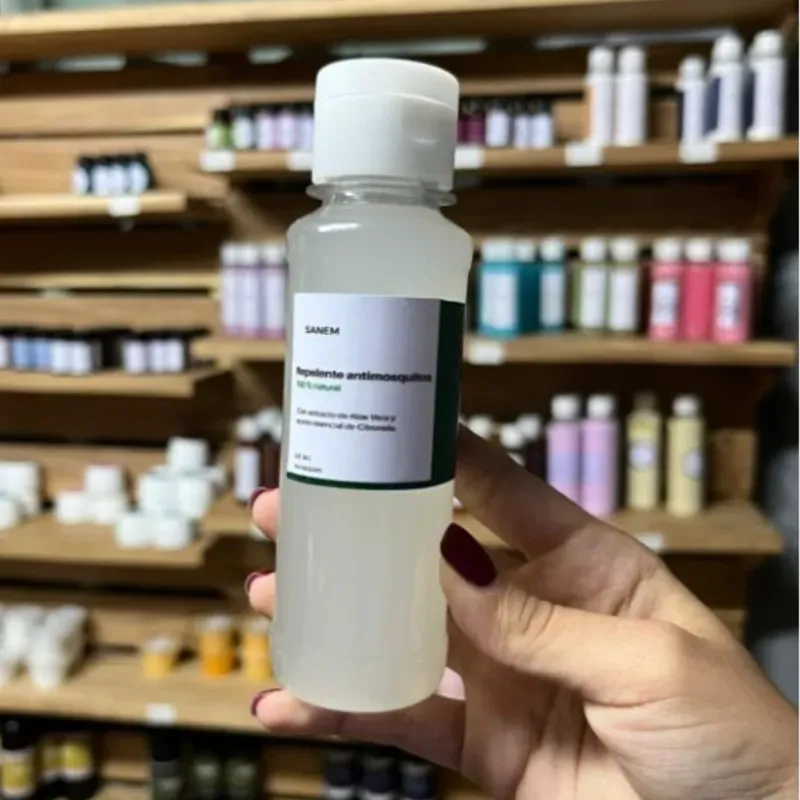 SANEM
Repelente antimosquitos
100 % natural
Con extracto de Aloe Vera y
aceite esencial de Citronela